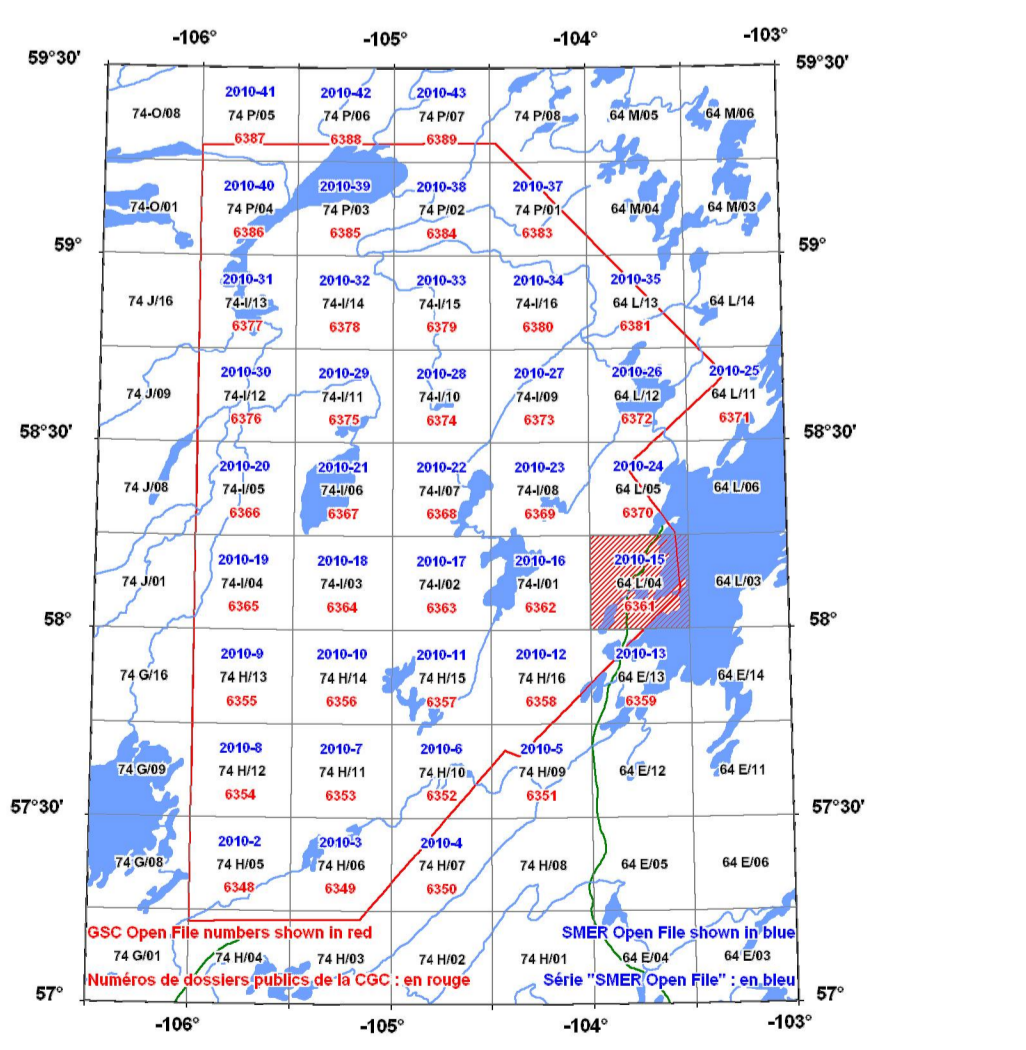 -106° -105° -104° -103°
59°30' 59°30'
2010-41 2010-42 2010-43
74-O/08 74 P/05 74 P/06 74 P/07 74 P/08 64 M/05 64 M/06
6387 6388 6389
2010-40 2010-39 2010-38 2010-37
74-O/01 74 P/04 74 P/03 74 P/02 74 P/01 64 M/04 64 M/03
6386 6385 6384 6383
59° 59°
2010-31 2010-32 2010-33 2010-34 2010-35
74 J/16 74-I/13 74-I/14 74-I/15 74-I/16 64 L/13 64 L/14
6377 6378 6379 6380 6381
2010-30 2010-29 2010-28 2010-27 2010-26 2010-25
74 J/09 74-I/12 74-I/11 74-I/10 74-I/09 64 L/12 64 L/11
6376 6375 6374 6373 6372 6371
58°30' 58°30'
2010-20 2010-21 2010-22 2010-23 2010-24
74 J/08 74-I/05 74-I/06 74-I/07 74-I/08 64 L/05 64 L/06
6366 6367 6368 6369 6370
2010-19 2010-18 2010-17 2010-16 2010-15
74 J/01 74-I/04 74-I/03 74-I/02 74-I/01 64 L/04 64 L/03
6365 6364 6363 6362 6361
58° 58°
2010-9 2010-10 2010-11 2010-12 2010-13
74 G/16 74 H/13 74 H/14 74 H/15 74 H/16 64 E/13 64 E/14
6355 6356 6357 6358 6359
2010-8 2010-7 2010-6 2010-5
74 G/09 74 H/12 74 H/11 74 H/10 74 H/09 64 E/12 64 E/11
6354 6353 6352 6351
57°30' 57°30'
2010-2 2010-3 2010-4
74 G/08 74 H/05 74 H/06 74 H/07 74 H/08 64 E/05 64 E/06
6348 6349 6350
GSC Open File numbers shown in red SMER Open File shown in blue
74 G/01 74 H/04 74 H/03 74 H/02 74 H/01 64 E/04 64 E/03
Numéros de dossiers publics de la CGC : en rouge Série "SMER Open File" : en bleu
57° 57°
-106° -105° -104° -103°